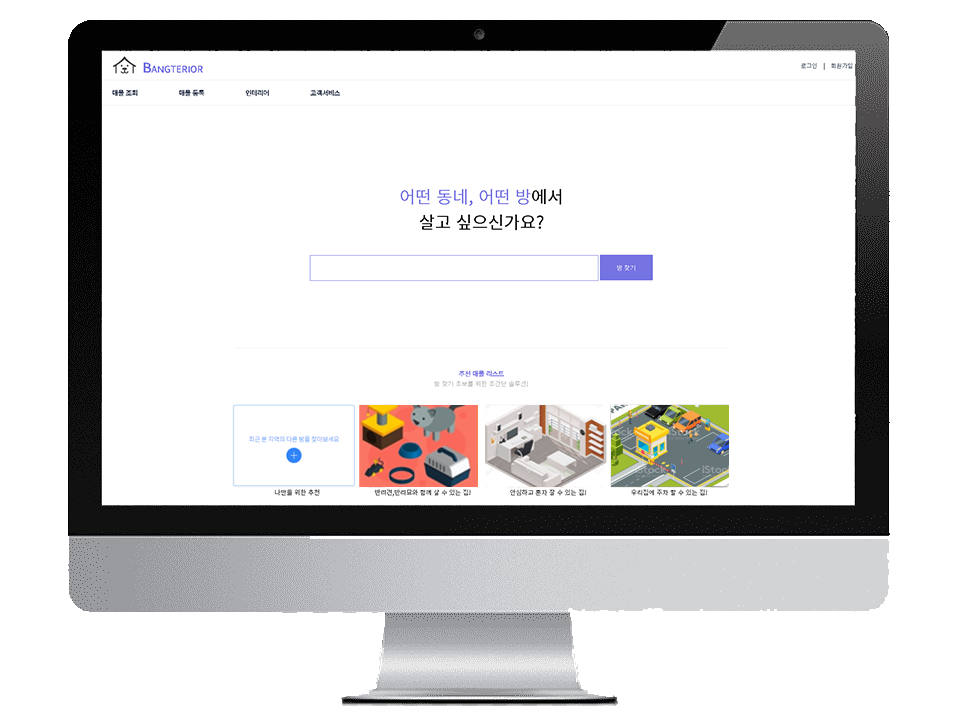 BANGTERIOR
로그인 | 회원가입
매물 조회 매물 등록 인테리어 고객서비스
어떤 동네, 어떤 방에서
살고 싶으신가요?
방 찾기
추천 매물 리스트
방 찾기 초보를 위한 초간단 솔루션!
최근 본 지역의 다른 방을 찾아보세요
PARK
iStock
iStock
iStock
나만을 위한 추천
반려견,반려묘와 함께 살 수 있는 집!
안심하고 혼자 잘 수 있는 집!
우리집에 주차 할 수 있는 집!